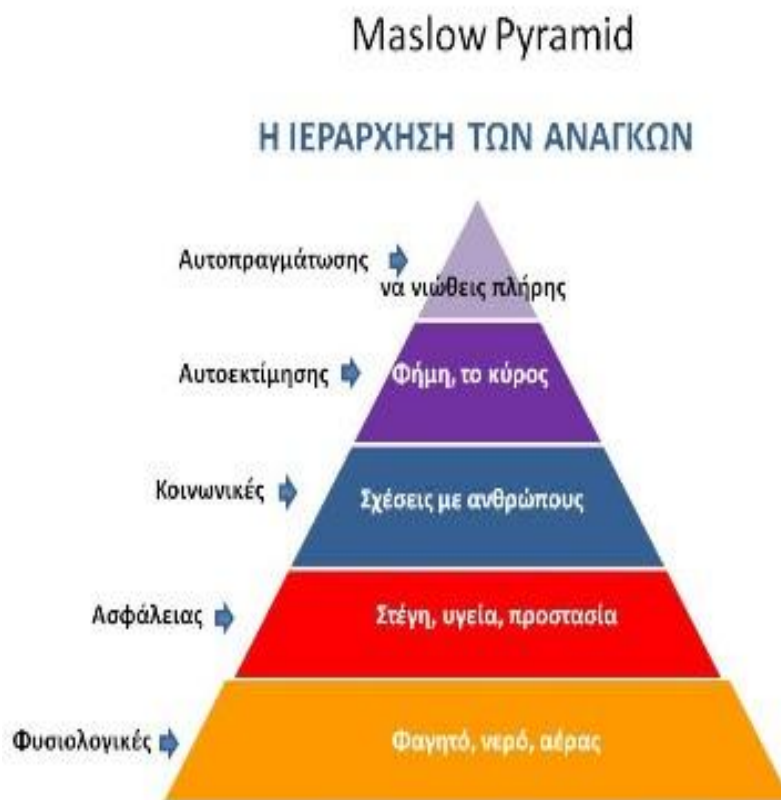 Maslow Pyramid
Η ΙΕΡΑΡΧΗΣΗ ΤΩΝ ΑΝΑΓΚΩΝ
Αυτοπραγμάτωσης
να νιώθεις πλήρης
Αυτοεκτίμησης
Φήμη, το κύρος
Κοινωνικές
Σχέσεις με ανθρώπους
Ασφάλειας
Στέγη, υγεία, προστασία
Φυσιολογικές
Φαγητό, νερό, αέρας